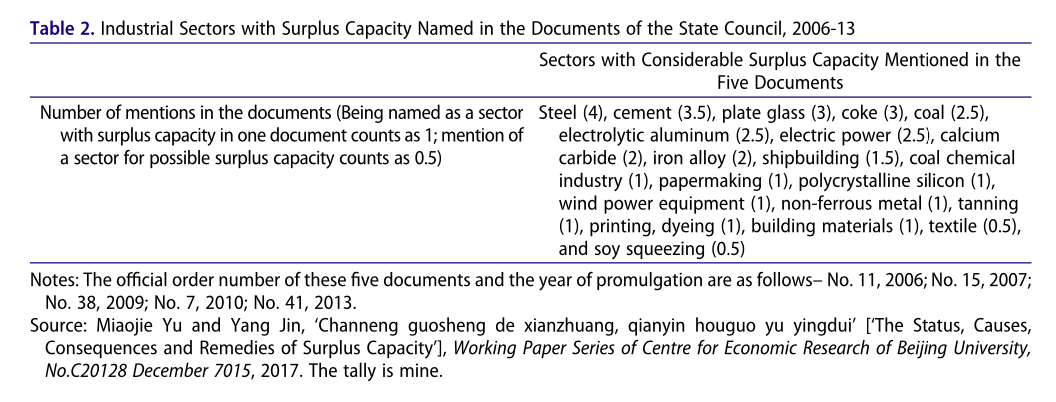 Table 2. Industrial Sectors with Surplus Capacity Named in the Documents of the State Council, 2006-13
Sectors with Considerable Surplus Capacity Mentioned in the
Five Documents
Number of mentions in the documents (Being named as a sector
with surplus capacity in one document counts as 1; mention of
a sector for possible surplus capacity counts as 0.5)
Steel (4), cement (3.5), plate glass (3), coke (3), coal (2.5),
electrolytic aluminum (2.5), electric power (2.5), calcium
carbide (2), iron alloy (2), shipbuilding (1.5), coal chemical
industry (1), papermaking (1), polycrystalline silicon (1),
wind power equipment (1), non-ferrous metal (1), tanning
(1), printing, dyeing (1), building materials (1), textile (0.5),
and soy squeezing (0.5)
Notes: The official order number of these five documents and the year of promulgation are as follows– No. 11, 2006; No. 15, 2007;
No. 38, 2009; No. 7, 2010; No. 41, 2013.
Source: Miaojie Yu and Yang Jin, ‘Channeng guosheng de xianzhuang, qianyin houguo yu yingdui’ [‘The Status, Causes,
Consequences and Remedies of Surplus Capacity’], Working Paper Series of Centre for Economic Research of Beijing University,
No.C20128 December 7015, 2017. The tally is mine.